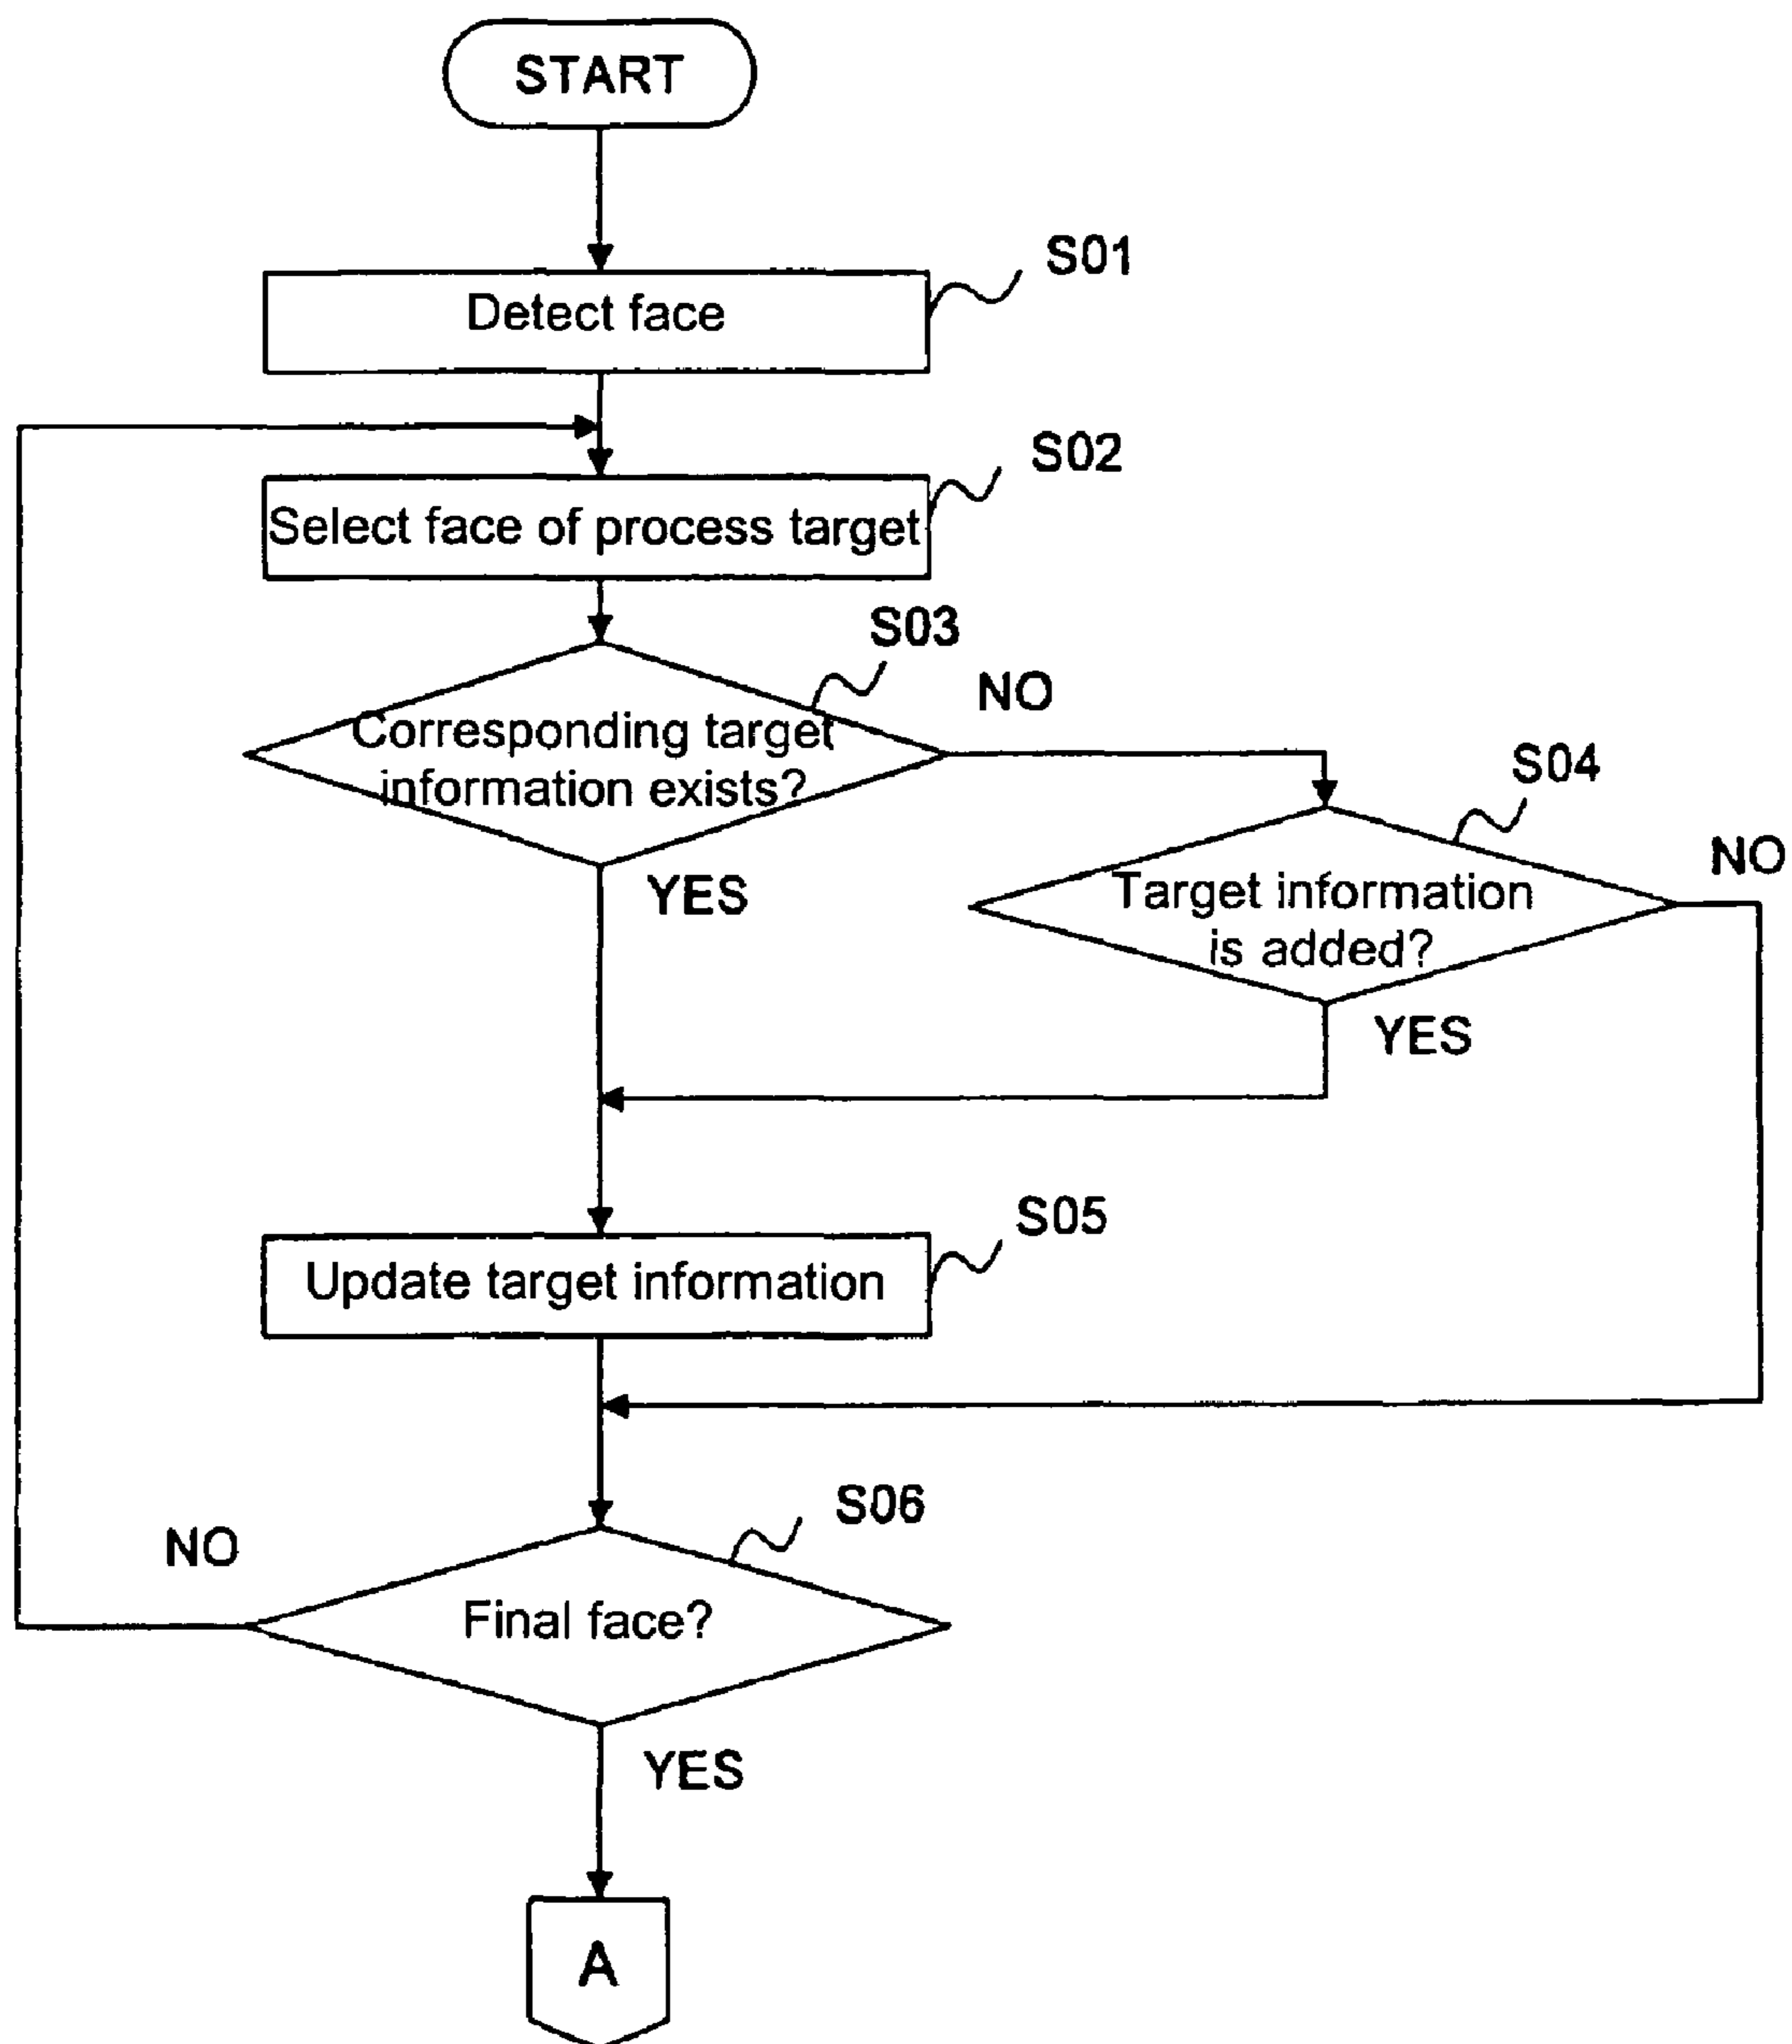 START
S01
Detect face
S02
Select face of process target
S03
NO
Corresponding target
information exists?
S04
NO
YES
Target information
is added?
YES
S05
Update target information
S06
NO
Final face?
YES
A